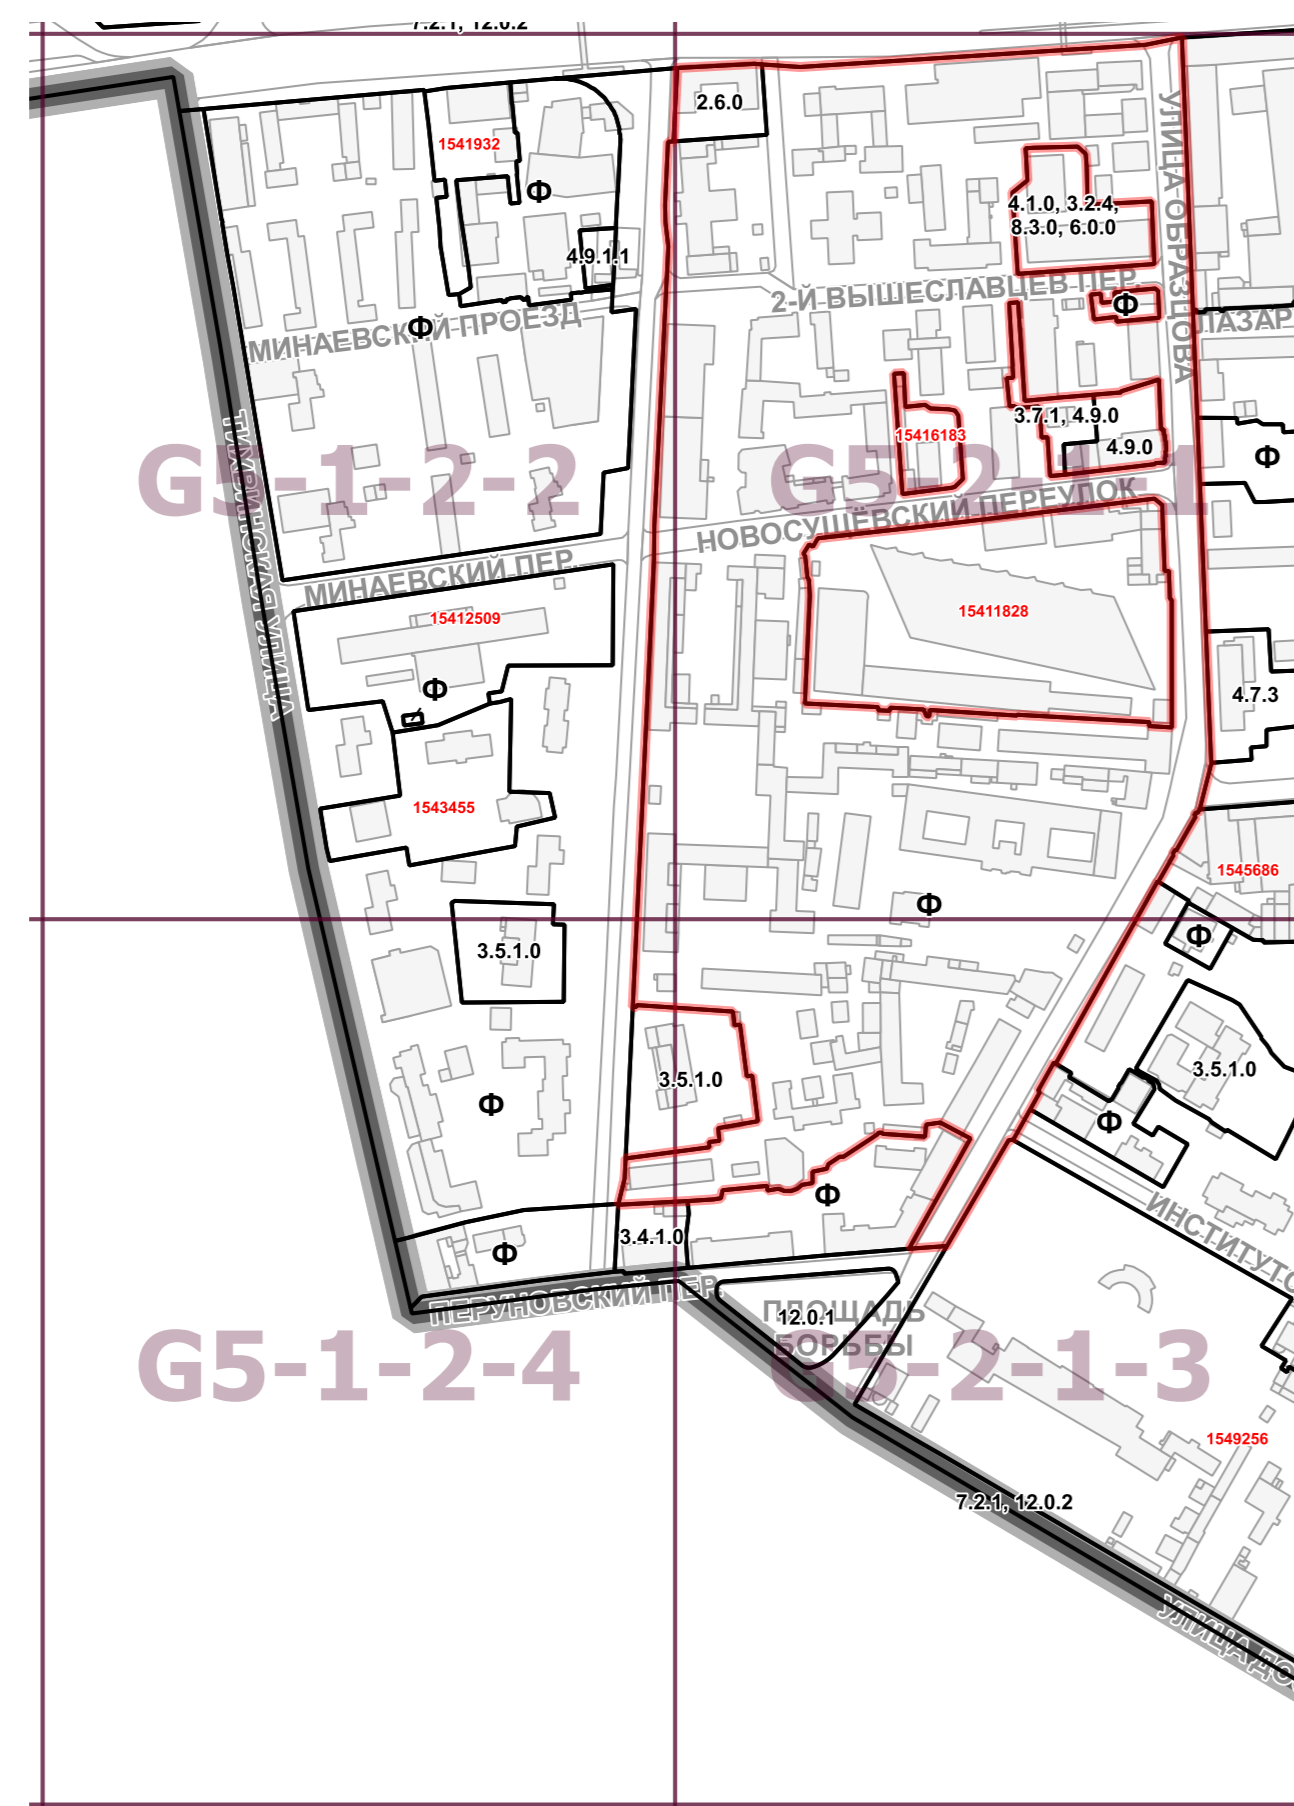 7.2.1, 12.0.2
2.6.0
1541932
Ф
4.1.0, 3.2.4,
8.3.0, 6.0.0
УЛИЦА ОБРАЗЦОВА
4.9.1.1
2-Й ВЫШЕСЛАВЦЕВ ПЕР.
Ф
МИНАЕВСКИЙ ПРОЕЗД
Ф
ЛАЗАР
3.7.1, 4.9.0
15416183
4.9.0
Ф
G5-1-2-2
G5-2-1-1
ТИХВИНСКАЯ УЛИЦА
НОВОСУЩЁВСКИЙ ПЕРЕУЛОК
МИНАЕВСКИЙ ПЕР.
15412509
15411828
Ф
4.7.3
1543455
1545686
Ф
Ф
3.5.1.0
3.5.1.0
3.5.1.0
Ф
Ф
Ф
ИНСТИТУТС
3.4.1.0
Ф
ПЕРУНОВСКИЙ ПЕР.
ПЛОЩАДЬ
БОРЬБЫ
12.0.1
G5-1-2-4
G5-2-1-3
1549256
7.2.1, 12.0.2
УЛИЦА ДО